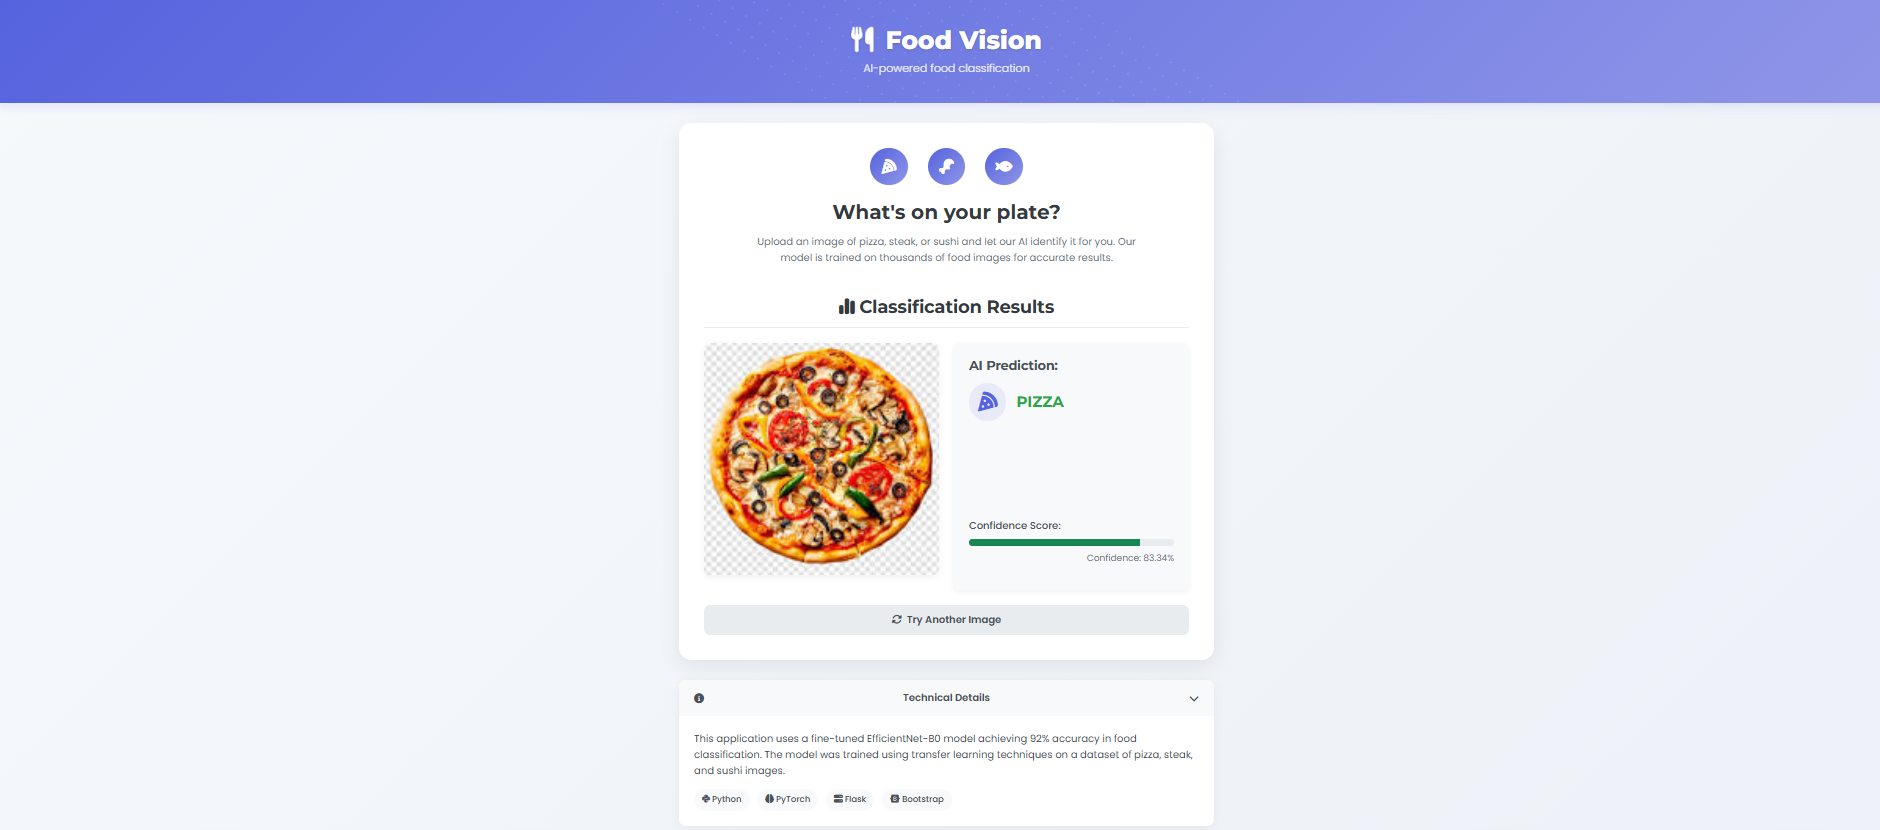 Food Vision
AI-powered food classification
What's on your plate?
Upload an image of pizza, steak, or sushi and let our AI identify it for you. Our
model is trained on thousands of food images for accurate results.
Classification Results
AI Prediction:
PIZZA
Confidence Score:
Confidence: 83.34%
Try Another Image
Technical Details
This application uses a fine-tuned EfficientNet-B0 model achieving 92% accuracy in food
classification. The model was trained using transfer learning techniques on a dataset of pizza, steak,
and sushi images.
Python PyTorch Flask Bootstrap